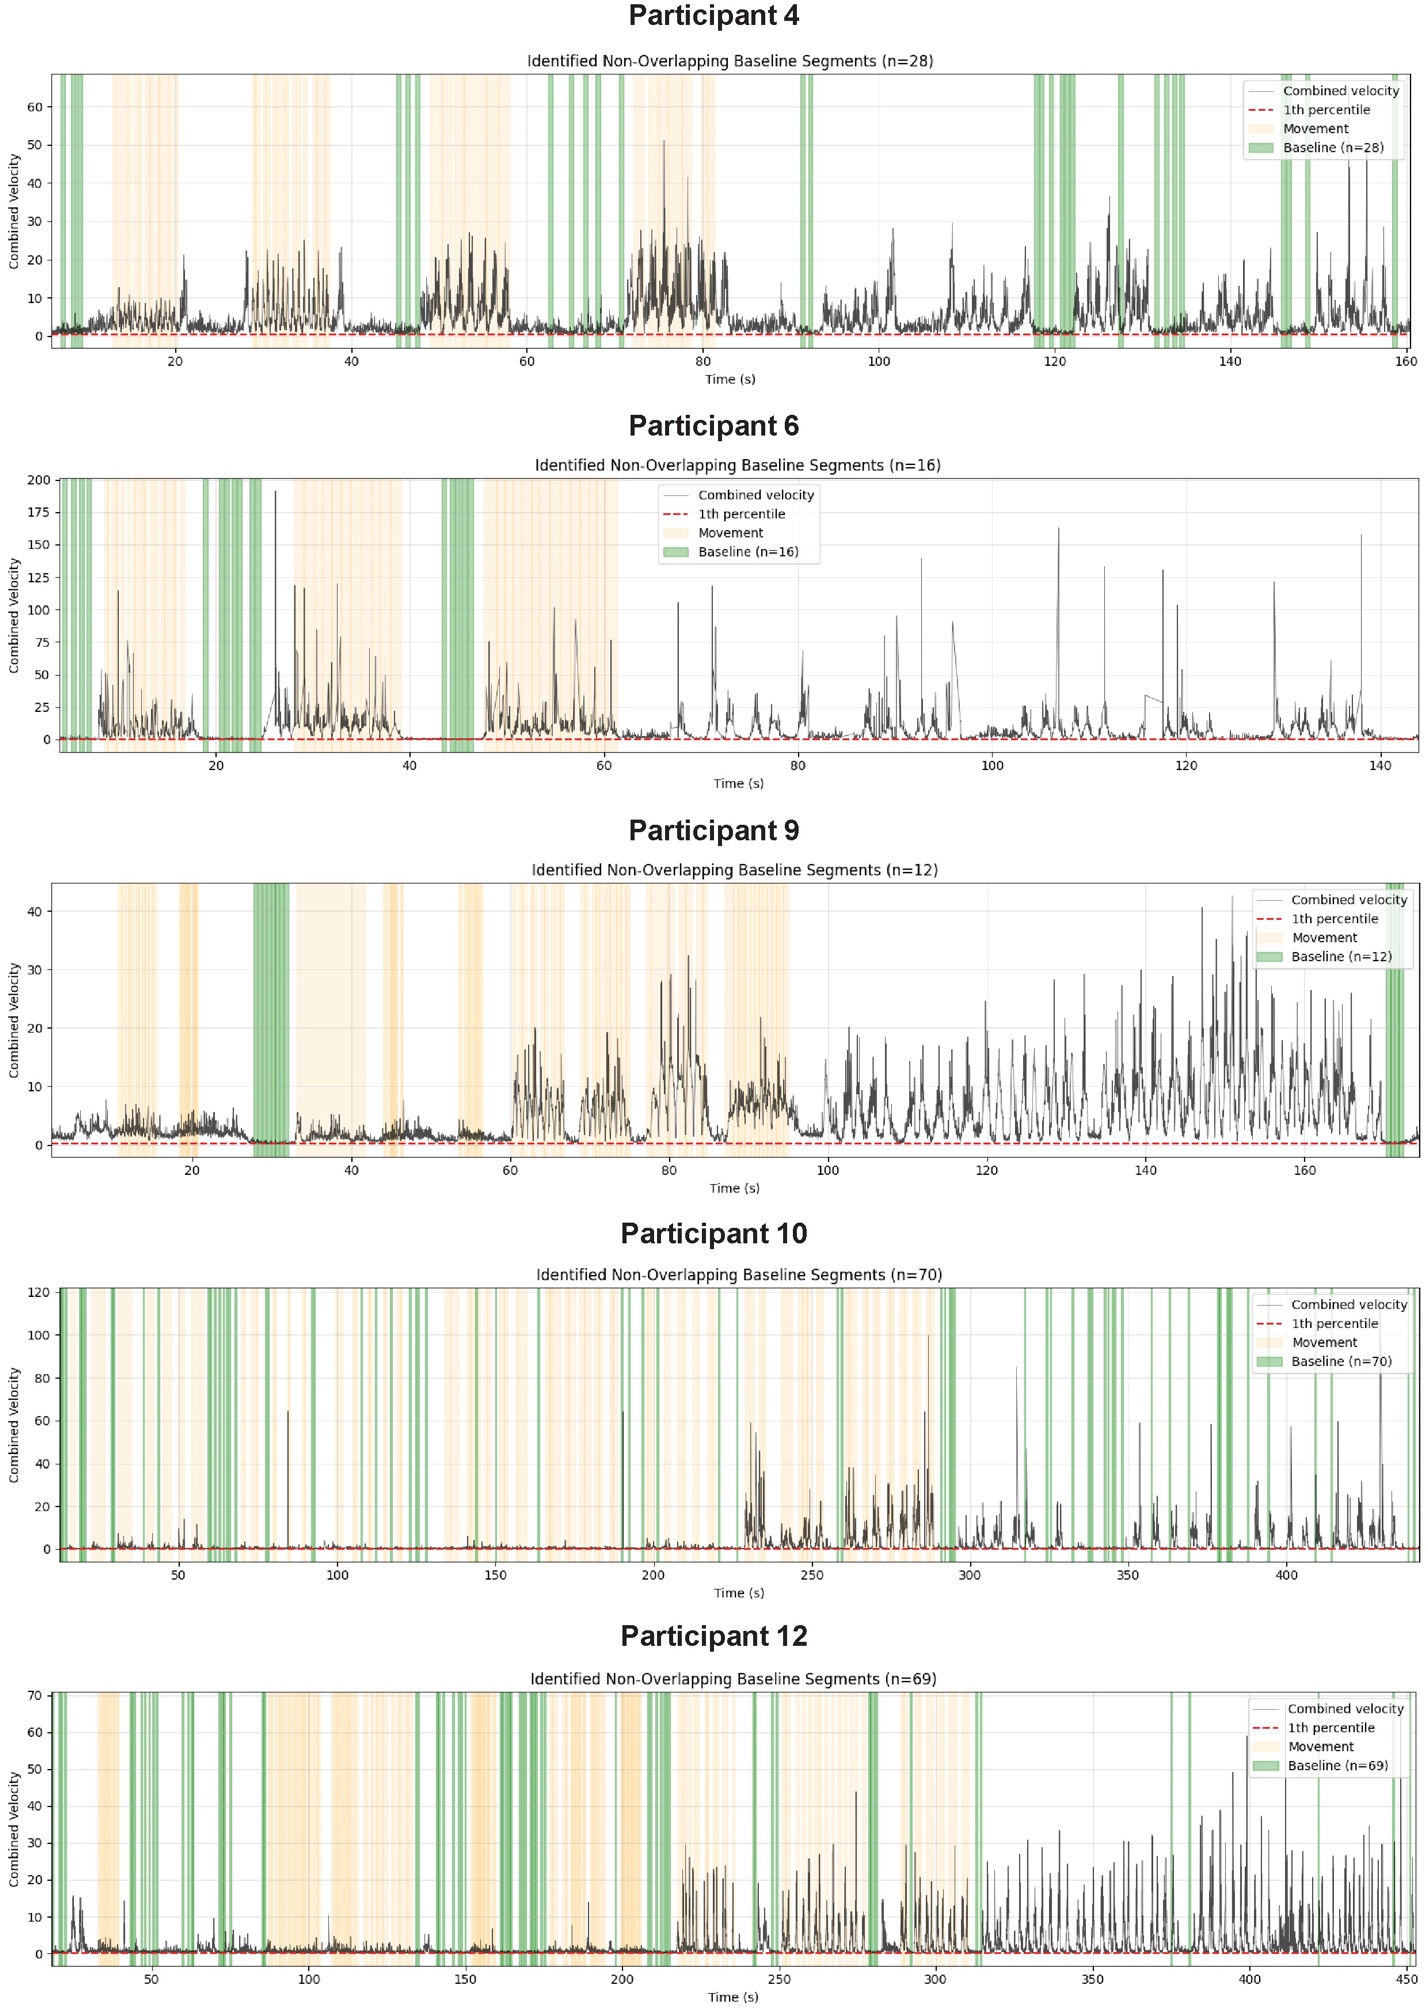 Participant 4
Identified Non-Overlapping Baseline Segments (n=28)
Combined Velocity
60
50
40
30
20
10
0
Combined velocity
1th percentile
Movement
Baseline (n=28)
20 40 60 80 100 120 140 160
Time (s)
Participant 6
Identified Non-Overlapping Baseline Segments (n=16)
Combined Velocity
200
175
150
125
100
75
50
25
0
Combined velocity
1th percentile
Movement
Baseline (n=16)
20 40 60 80 100 120 140
Time (s)
Participant 9
Identified Non-Overlapping Baseline Segments (n=12)
Combined Velocity
40
30
20
10
0
Combined velocity
1th percentile
Movement
Baseline (n=12)
20 40 60 80 100 120 140 160
Time (s)
Participant 10
Identified Non-Overlapping Baseline Segments (n=70)
Combined Velocity
120
100
80
60
40
20
0
Combined velocity
1th percentile
Movement
Baseline (n=70)
50 100 150 200 250 300 350 400
Time (s)
Participant 12
Identified Non-Overlapping Baseline Segments (n=69)
Combined Velocity
70
60
50
40
30
20
10
0
Combined velocity
1th percentile
Movement
Baseline (n=69)
50 100 150 200 250 300 350 400 450
Time (s)